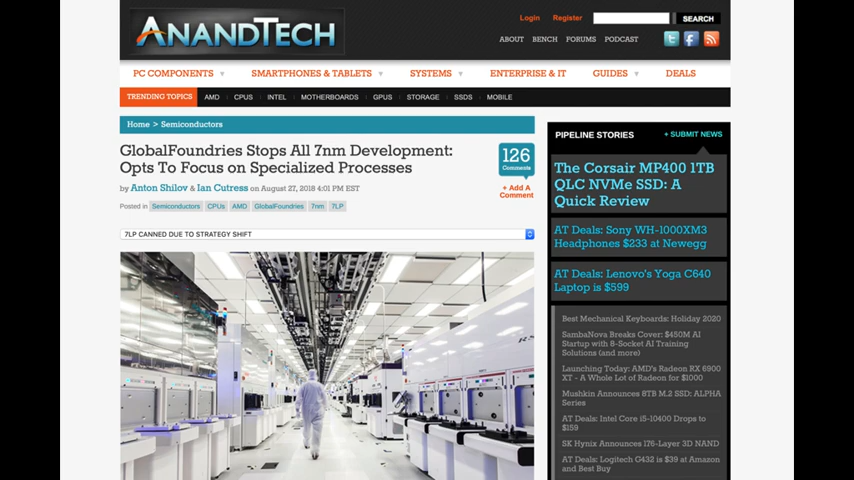 ANANDTECH
Login Register SEARCH
ABOUT BENCH FORUMS PODCAST
PC COMPONENTS SMARTPHONES & TABLETS SYSTEMS ENTERPRISE & IT GUIDES DEALS
TRENDING TOPICS AMD CPUS INTEL MOTHERBOARDS GPUS STORAGE SSDS MOBILE
Home > Semiconductors
GlobalFoundries Stops All 7nm Development:
Opts To Focus on Specialized Processes
by Anton Shilov & Ian Cutress on August 27, 2018 4:01 PM EST
Posted in Semiconductors CPUs AMD GlobalFoundries 7nm 7LP
126
Comments
+ Add A
Comment
7LP CANNED DUE TO STRATEGY SHIFT
PIPELINE STORIES + SUBMIT NEWS
The Corsair MP400 1TB
QLC NVMe SSD: A
Quick Review
AT Deals: Sony WH-1000XM3
Headphones $233 at Newegg
AT Deals: Lenovo's Yoga C640
Laptop is $599
Best Mechanical Keyboards: Holiday 2020
SambaNova Breaks Cover: $450M AI
Startup with 8-Socket AI Training
Solutions (and more)
Launching Today: AMD's Radeon RX 6900
XT - A Whole Lot of Radeon for $1000
Mushkin Announces 8TB M.2 SSD: ALPHA
Series
AT Deals: Intel Core i5-10400 Drops to
$159
SK Hynix Announces 176-Layer 3D NAND
AT Deals: Logitech G432 is $39 at Amazon
and Best Buy